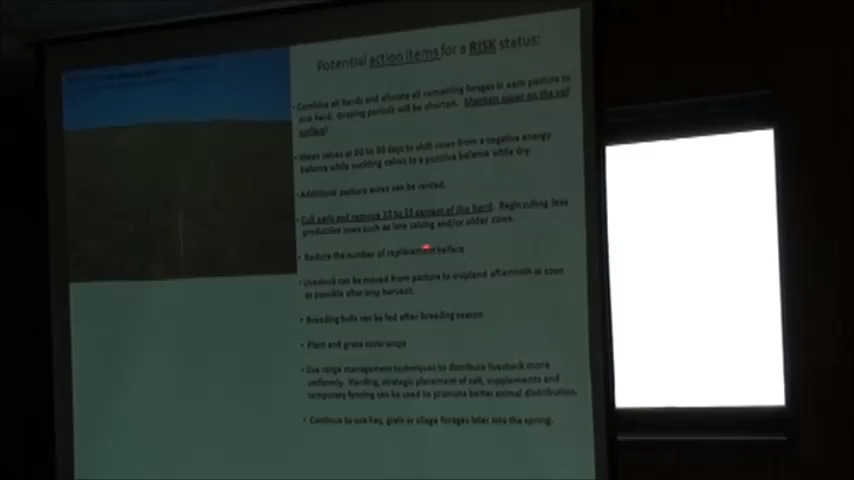 Potential action items for a RISK status:
• Combine all herds and allocate all remaining forages in each pasture to
one herd. Grazing periods will be shorten. Maintain cover on the soil
surface!
• Wean calves at 60 to 90 days to shift cows from a negative energy
balance while suckling calves to a positive balance while dry.
• Additional pasture acres can be rented.
• Cull early and remove 10 to 25 percent of the herd. Begin culling less
productive cows such as late calving and/or older cows.
• Reduce the number of replacement heifers
• Livestock can be moved from pasture to cropland aftermath as soon
as possible after crop harvest.
• Breeding bulls can be fed after breeding season
• Plant and graze cover crops
• Use range management techniques to distribute livestock more
uniformly. Herding, strategic placement of salt, supplements and
temporary fencing can be used to promote better animal distribution.
• Continue to use hay, grain or silage forages later into the spring.